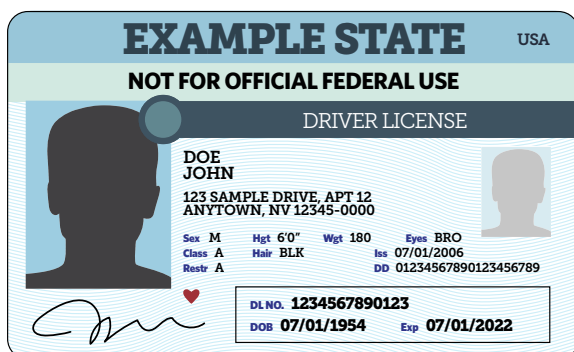 EXAMPLE STATE USA
NOT FOR OFFICIAL FEDERAL USE
DRIVER LICENSE
DOE
JOHN
123 SAMPLE DRIVE, APT 12
ANYTOWN, NV 12345-0000
Sex M Hgt 6'0" Wgt 180 Eyes BRO
Class A Hair BLK Iss 07/01/2006
Restr A DD 01234567890123456789
DL NO. 1234567890123
DOB 07/01/1954 Exp 07/01/2022